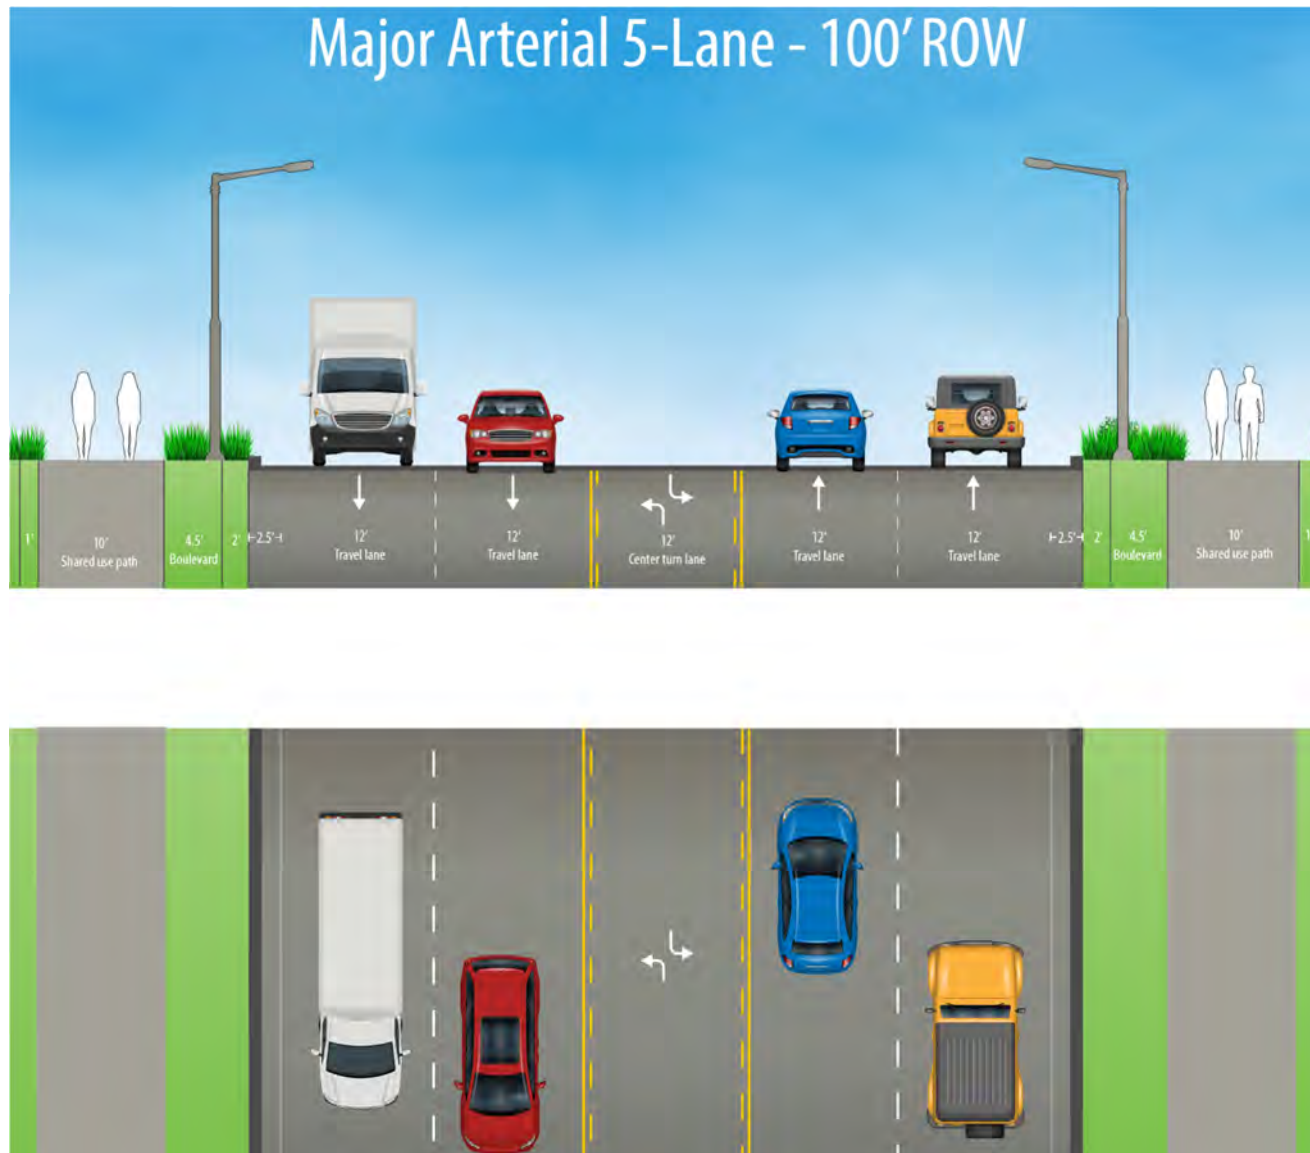 Major Arterial 5-Lane - 100' ROW
1'
10'
Shared use path
4.5'
Boulevard
2'
2.5'
12'
Travel lane
12'
Travel lane
12'
Center turn lane
12'
Travel lane
12'
Travel lane
2.5'
2'
4.5'
Boulevard
10'
Shared use path
1